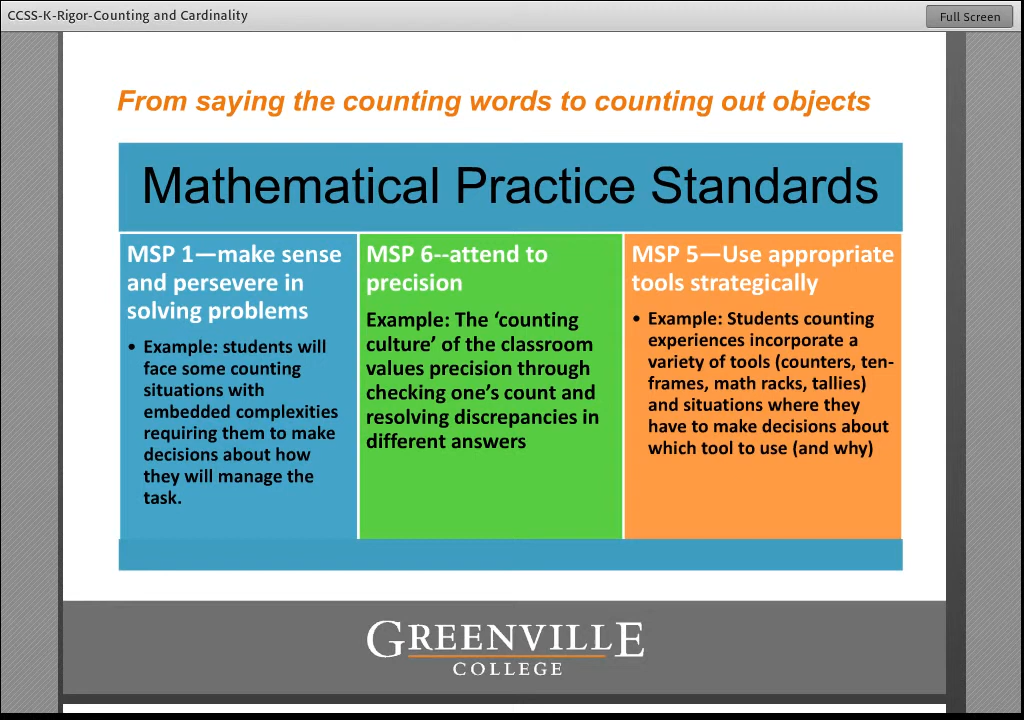 CCSS-K-Rigor-Counting and Cardinality
Full Screen
From saying the counting words to counting out objects
Mathematical Practice Standards
MSP 1—make sense
and persevere in
solving problems
• Example: students will
face some counting
situations with
embedded complexities
requiring them to make
decisions about how
they will manage the
task.
MSP 6--attend to
precision
Example: The ‘counting
culture’ of the classroom
values precision through
checking one’s count and
resolving discrepancies in
different answers
MSP 5—Use appropriate
tools strategically
• Example: Students counting
experiences incorporate a
variety of tools (counters, ten-
frames, math racks, tallies)
and situations where they
have to make decisions about
which tool to use (and why)
GREENVILLE
COLLEGE